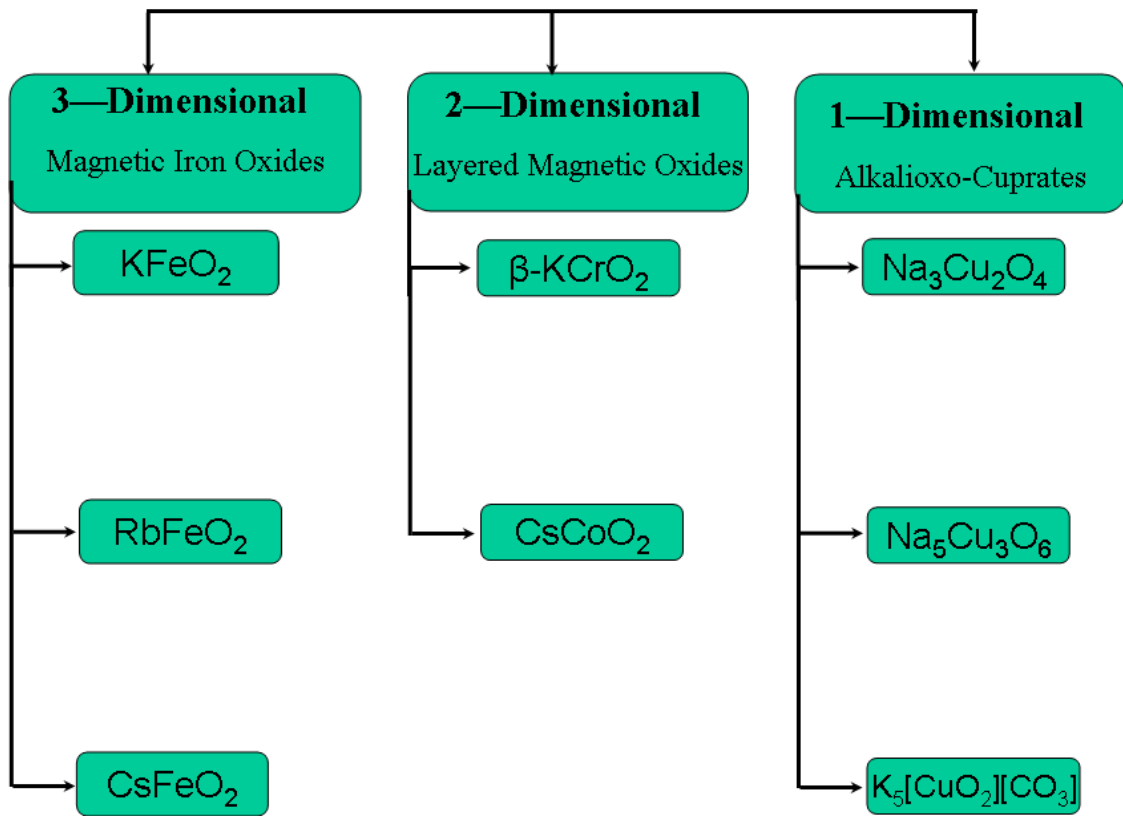 3—Dimensional
Magnetic Iron Oxides
KFeO₂
RbFeO₂
CsFeO₂
2—Dimensional
Layered Magnetic Oxides
β-KCrO₂
CsCoO₂
1—Dimensional
Alkalioxo-Cuprates
Na₃Cu₂O₄
Na₅Cu₃O₆
K₅[CuO₂][CO₃]